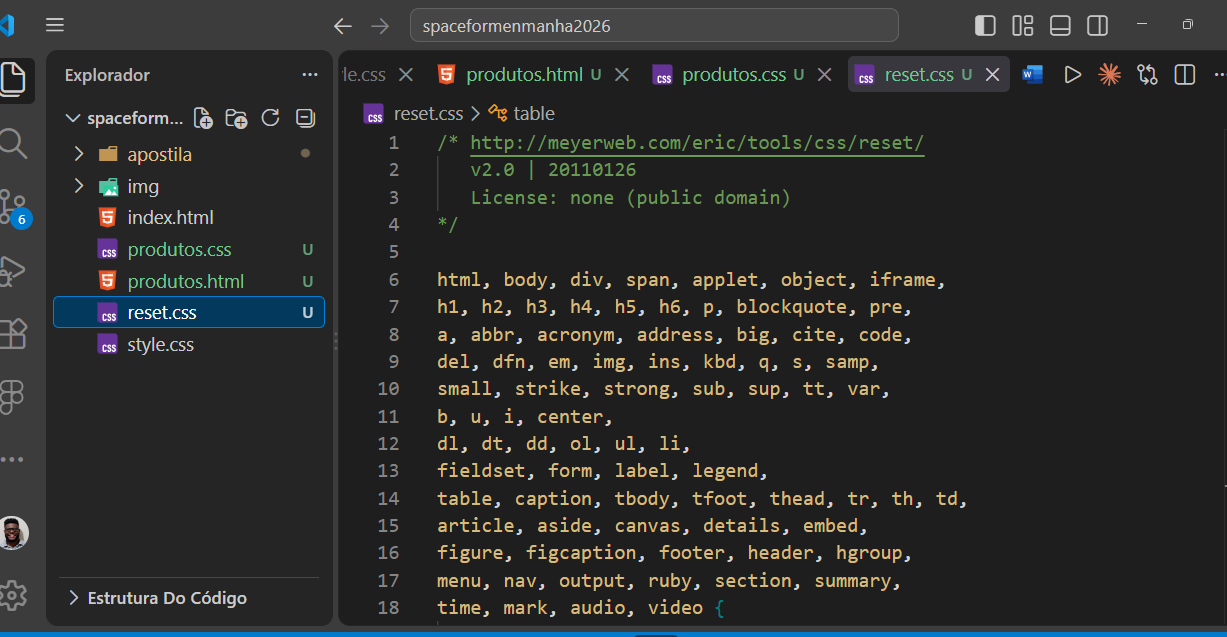 spaceformenmanha2026
Explorador
le.css
produtos.html U
produtos.css U
reset.css U
spaceform...
apostila
img
index.html
produtos.css U
produtos.html U
reset.css U
style.css
6
Estrutura Do Código
reset.css > table
1 /* http://meyerweb.com/eric/tools/css/reset/
2 v2.0 | 20110126
3 License: none (public domain)
4 */
5
6 html, body, div, span, applet, object, iframe,
7 h1, h2, h3, h4, h5, h6, p, blockquote, pre,
8 a, abbr, acronym, address, big, cite, code,
9 del, dfn, em, img, ins, kbd, q, s, samp,
10 small, strike, strong, sub, sup, tt, var,
11 b, u, i, center,
12 dl, dt, dd, ol, ul, li,
13 fieldset, form, label, legend,
14 table, caption, tbody, tfoot, thead, tr, th, td,
15 article, aside, canvas, details, embed,
16 figure, figcaption, footer, header, hgroup,
17 menu, nav, output, ruby, section, summary,
18 time, mark, audio, video {